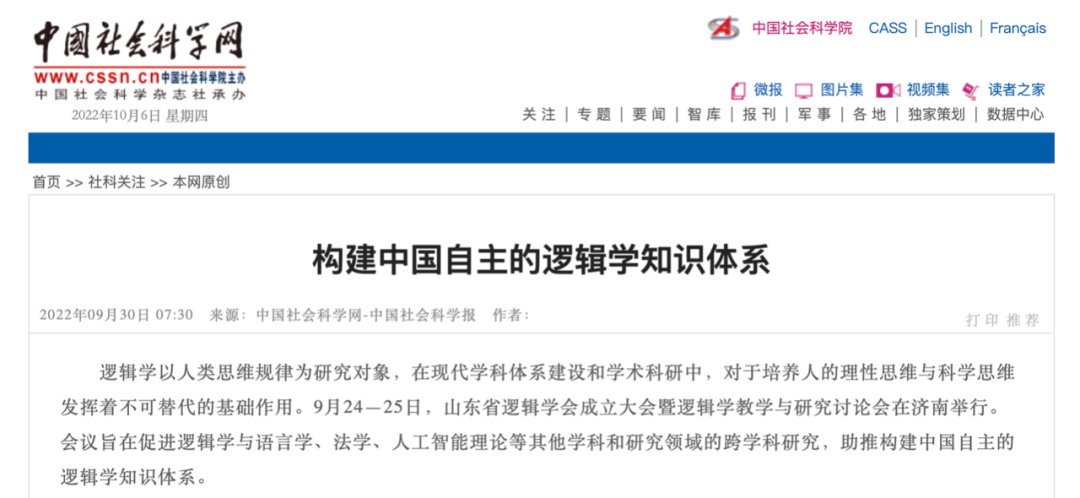 中国社会科学网
www.cssn.cn中国社会科学院主办
中国社会科学杂志社承办
2022年10月6日 星期四
中国社会科学院 CASS | English | Français
微报 图片集 视频集 读者之家
关注 | 专题 | 要闻 | 智库 | 报刊 | 军事 | 各地 | 独家策划 | 数据中心
首页 >> 社科关注 >> 本网原创
构建中国自主的逻辑学知识体系
2022年09月30日 07:30 来源：中国社会科学网-中国社会科学报 作者：
打印 推荐
逻辑学以人类思维规律为研究对象，在现代学科体系建设和学术科研中，对于培养人的理性思维与科学思维
发挥着不可替代的基础作用。9月24—25日，山东省逻辑学会成立大会暨逻辑学教学与研究讨论会在济南举行。
会议旨在促进逻辑学与语言学、法学、人工智能理论等其他学科和研究领域的跨学科研究，助推构建中国自主的
逻辑学知识体系。